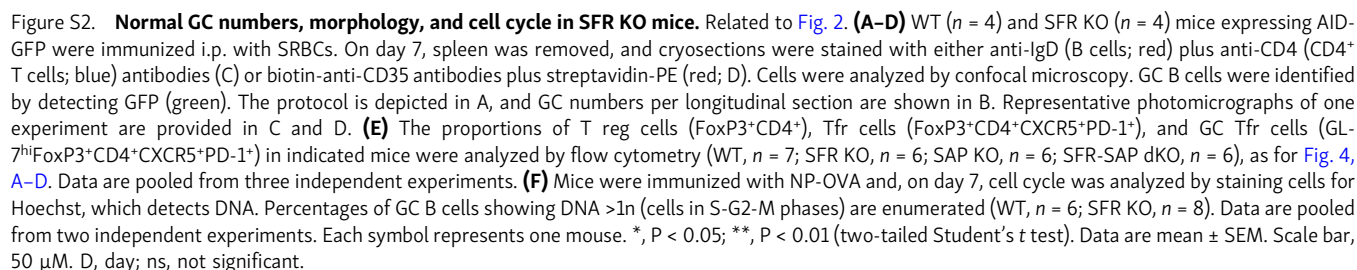 Figure S2. Normal GC numbers, morphology, and cell cycle in SFR KO mice. Related to Fig. 2. (A–D) WT (n = 4) and SFR KO (n = 4) mice expressing AID-
GFP were immunized i.p. with SRBCs. On day 7, spleen was removed, and cryosections were stained with either anti-IgD (B cells; red) plus anti-CD4 (CD4⁺
T cells; blue) antibodies (C) or biotin-anti-CD35 antibodies plus streptavidin-PE (red; D). Cells were analyzed by confocal microscopy. GC B cells were identified
by detecting GFP (green). The protocol is depicted in A, and GC numbers per longitudinal section are shown in B. Representative photomicrographs of one
experiment are provided in C and D. (E) The proportions of T reg cells (FoxP3⁺CD4⁺), Tfr cells (FoxP3⁺CD4⁺CXCR5⁺PD-1⁺), and GC Tfr cells (GL-
7ʰⁱFoxP3⁺CD4⁺CXCR5⁺PD-1⁺) in indicated mice were analyzed by flow cytometry (WT, n = 7; SFR KO, n = 6; SAP KO, n = 6; SFR-SAP dKO, n = 6), as for Fig. 4,
A–D. Data are pooled from three independent experiments. (F) Mice were immunized with NP-OVA and, on day 7, cell cycle was analyzed by staining cells for
Hoechst, which detects DNA. Percentages of GC B cells showing DNA >1n (cells in S-G2-M phases) are enumerated (WT, n = 6; SFR KO, n = 8). Data are pooled
from two independent experiments. Each symbol represents one mouse. *, P < 0.05; **, P < 0.01 (two-tailed Student's t test). Data are mean ± SEM. Scale bar,
50 µM. D, day; ns, not significant.